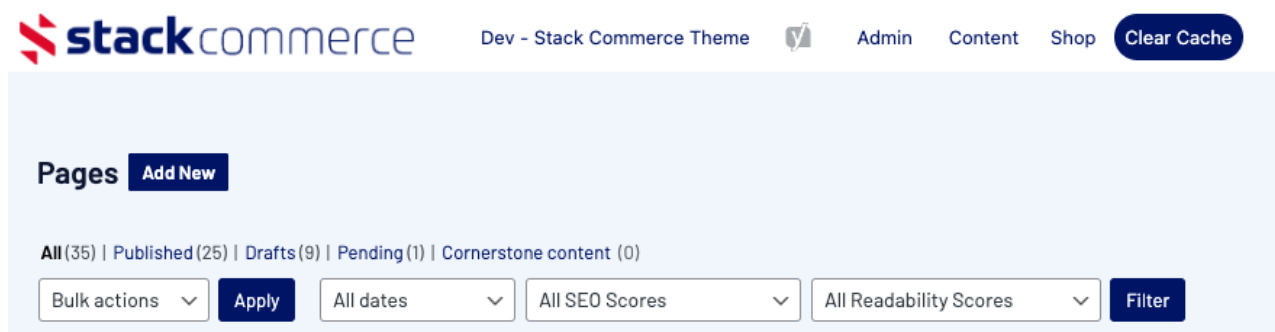 stackcommerce Dev - Stack Commerce Theme Admin Content Shop Clear Cache
Pages Add New
All (35) | Published (25) | Drafts (9) | Pending (1) | Cornerstone content (0)
Bulk actions Apply All dates All SEO Scores All Readability Scores Filter